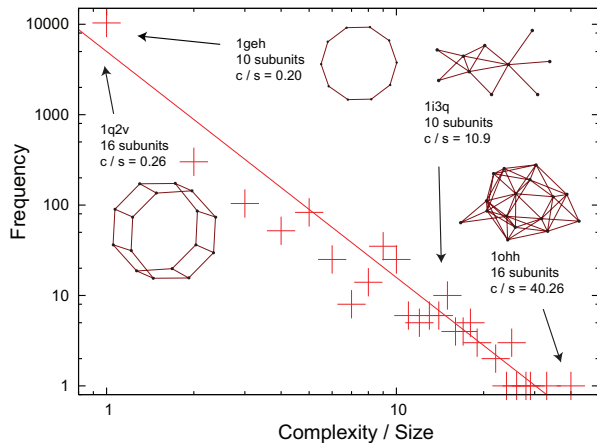 10000
1000
100
10
1
Frequency
1geh
10 subunits
c / s = 0.20
1q2v
16 subunits
c / s = 0.26
1i3q
10 subunits
c / s = 10.9
1ohh
16 subunits
c / s = 40.26
1
10
Complexity / Size